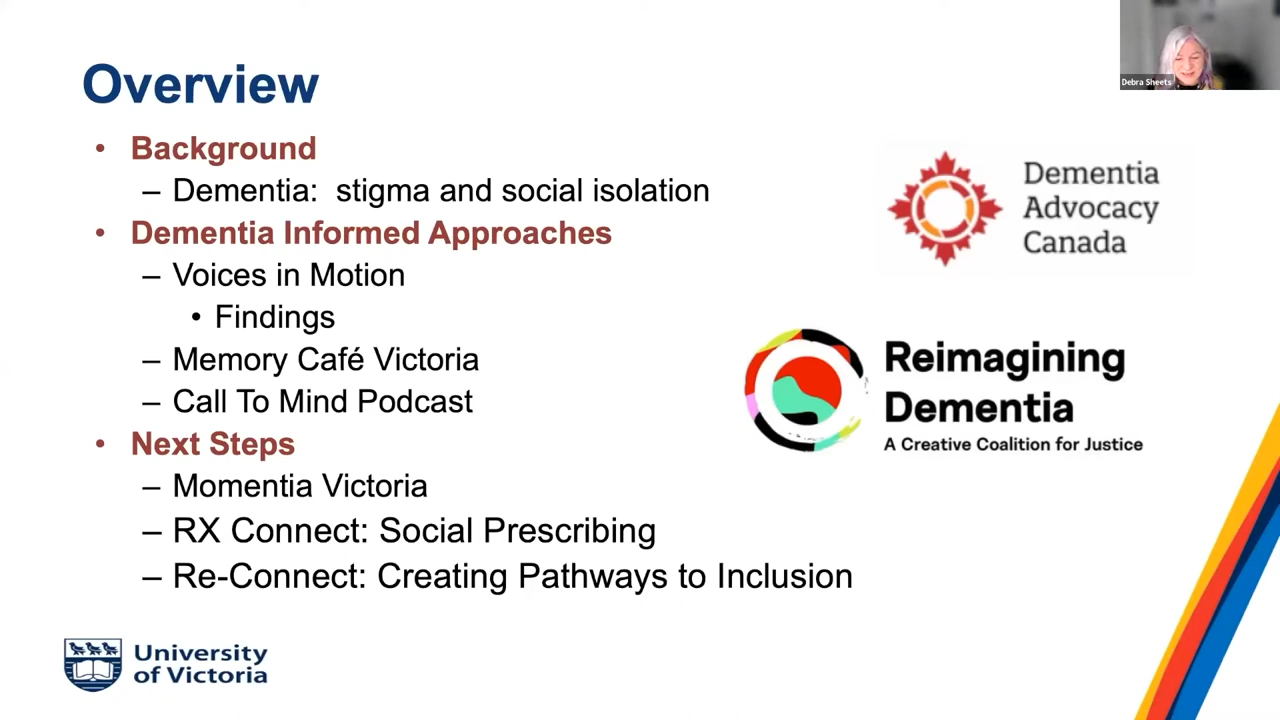 Overview
Debra Sheets
• Background
– Dementia: stigma and social isolation
• Dementia Informed Approaches
– Voices in Motion
• Findings
– Memory Café Victoria
– Call To Mind Podcast
• Next Steps
– Momentia Victoria
– RX Connect: Social Prescribing
– Re-Connect: Creating Pathways to Inclusion
Dementia
Advocacy
Canada
Reimagining
Dementia
A Creative Coalition for Justice
University
of Victoria